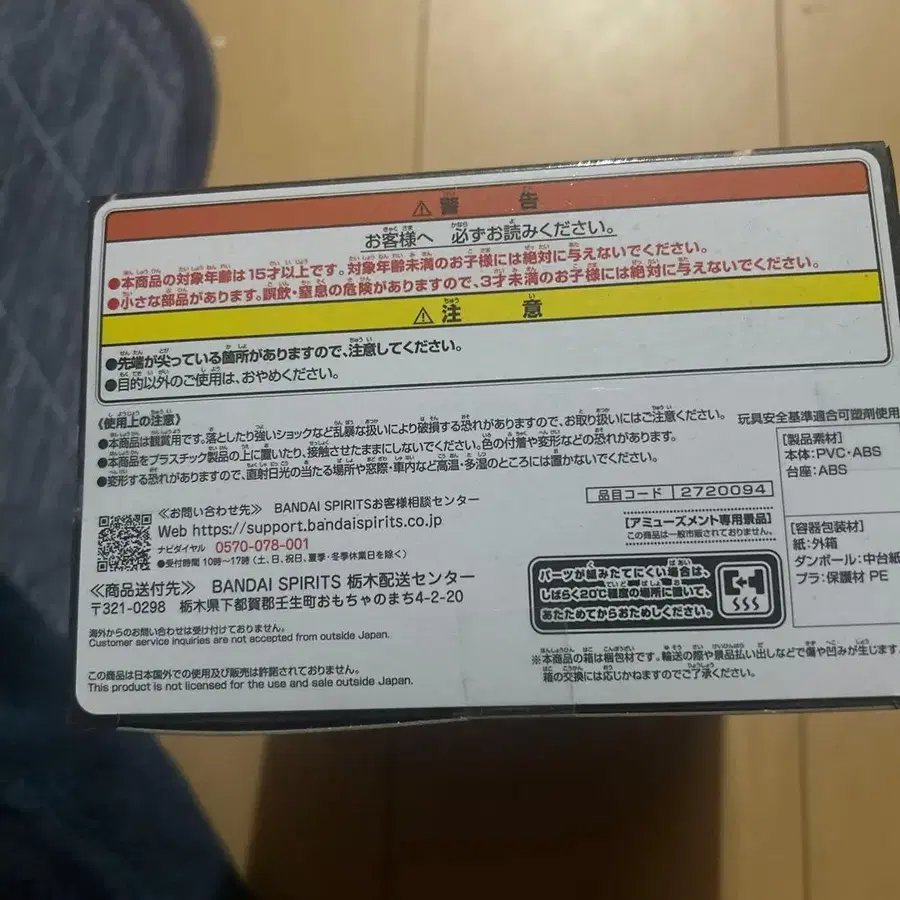 ⚠警 告
お客様へ 必ずお読みください。
●本商品の対象年齢は15才以上です。対象年齢未満のお子様には絶対に与えないでください。
●小さな部品があります。誤飲・窒息の危険がありますので、3才未満のお子様には絶対に与えないでください。
⚠注 意
●先端が尖っている箇所がありますので、注意してください。
●目的以外のご使用は、おやめください。
《使用上の注意》
●本商品は観賞用です。落としたり強いショックなど乱暴な扱いにより破損する恐れがありますので、お取り扱いにはご注意ください。
●本商品をプラスチック製品の上に置いたり、接触させたままにしないでください。色の付着や変形などの恐れがあります。
●変形する恐れがありますので、直射日光の当たる場所や窓際・車内など高温・多湿のところには置かないでください。
≪お問い合わせ先≫ BANDAI SPIRITSお客様相談センター
Web https://support.bandaispirits.co.jp
ナビダイヤル 0570-078-001
●受付時間 10時～17時(土、日、祝日、夏季・冬季休業日を除く)
≪商品送付先≫ BANDAI SPIRITS 栃木配送センター
〒321-0298 栃木県下都賀郡壬生町おもちゃのまち4-2-20
海外からのお問い合わせは受け付けておりません。
Customer service inquiries are not accepted from outside Japan.
この商品は日本国外での使用及び販売は許諾されておりません。
This product is not licensed for the use and sale outside Japan.
品目コード 2720094
【アミューズメント専用景品】
この商品は一般市販されておりません。
パーツが組みたてにくい場合は、
しばらく20℃程度の場所に置いて、
あたためてからおためしください。
※本商品の箱は梱包材です。輸送の際や景品払い出しなどで傷や凹みが生じます
箱の交換には応じかねますのでご了承ください。
玩具安全基準適合可塑剤使用
[製品素材]
本体:PVC・ABS
台座:ABS
[容器包装材]
紙:外箱
ダンボール:中台紙
プラ:保護材 PE